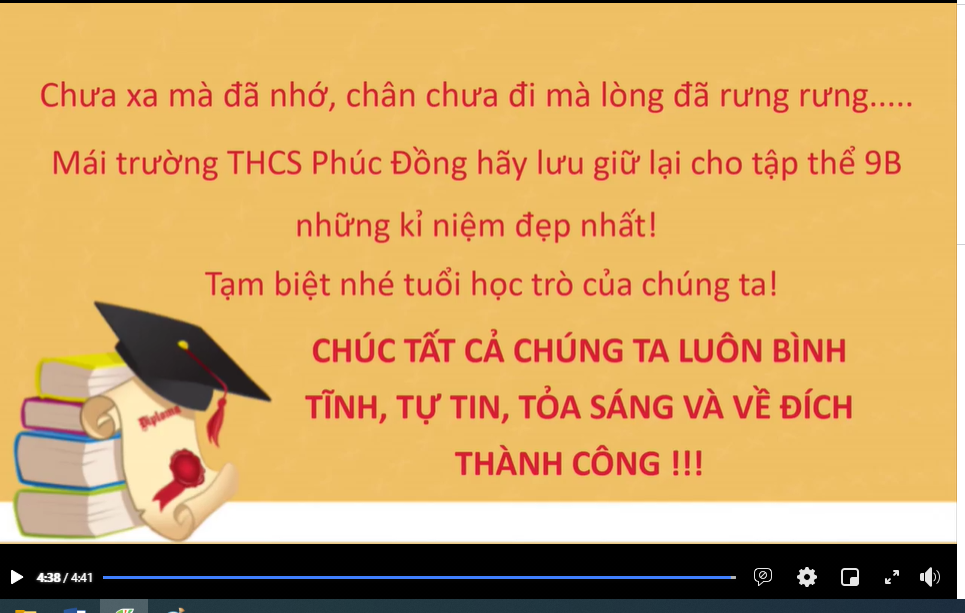 Chưa xa mà đã nhớ, chân chưa đi mà lòng đã rưng rưng.....
Mái trường THCS Phúc Đồng hãy lưu giữ lại cho tập thể 9B
những kỉ niệm đẹp nhất!
Tạm biệt nhé tuổi học trò của chúng ta!
CHÚC TẤT CẢ CHÚNG TA LUÔN BÌNH
TĨNH, TỰ TIN, TỎA SÁNG VÀ VỀ ĐÍCH
THÀNH CÔNG !!!
Diploma
4:38 / 4:41